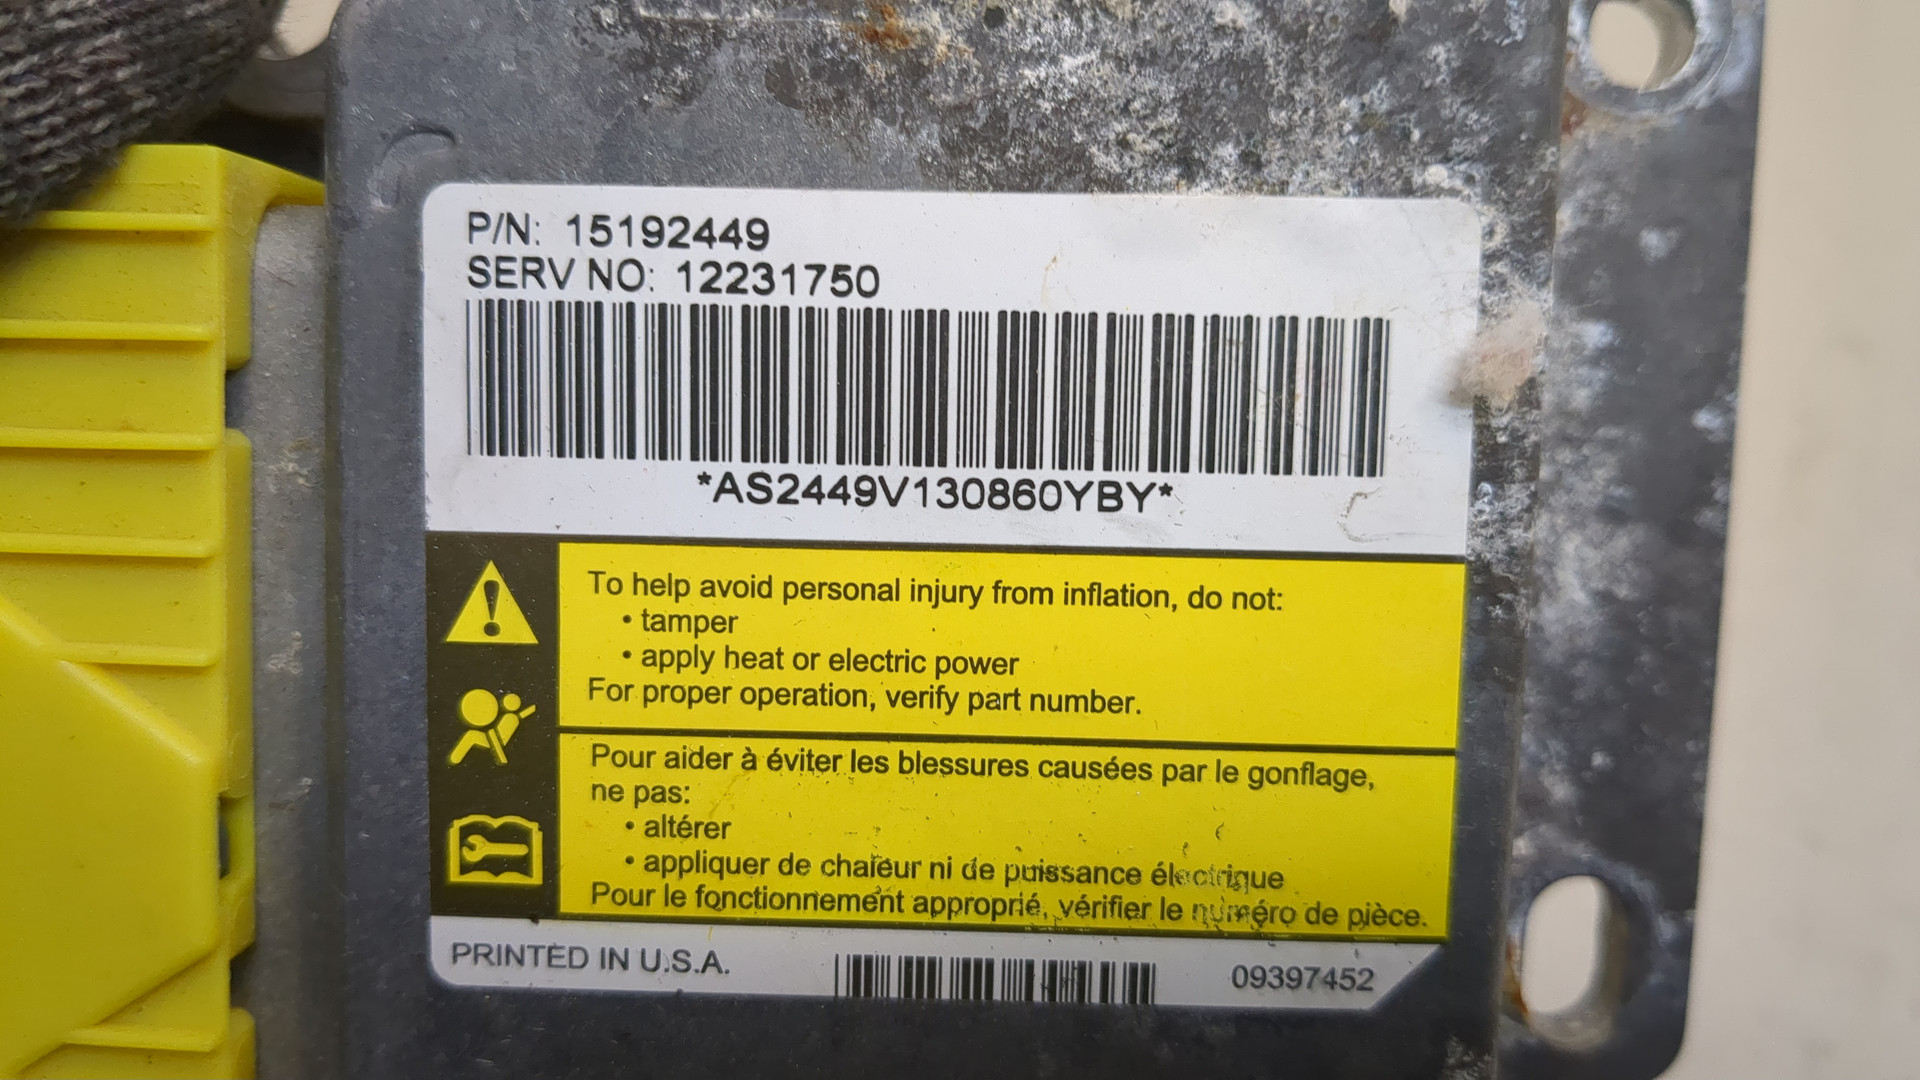 P/N: 15192449
SERV NO: 12231750
*AS2449V130860YBY*
To help avoid personal injury from inflation, do not:
• tamper
• apply heat or electric power
For proper operation, verify part number.
Pour aider à éviter les blessures causées par le gonflage,
ne pas:
• altérer
• appliquer de chaleur ni de puissance électrique
Pour le fonctionnement approprié, vérifier le numéro de pièce.
PRINTED IN U.S.A.
09397452